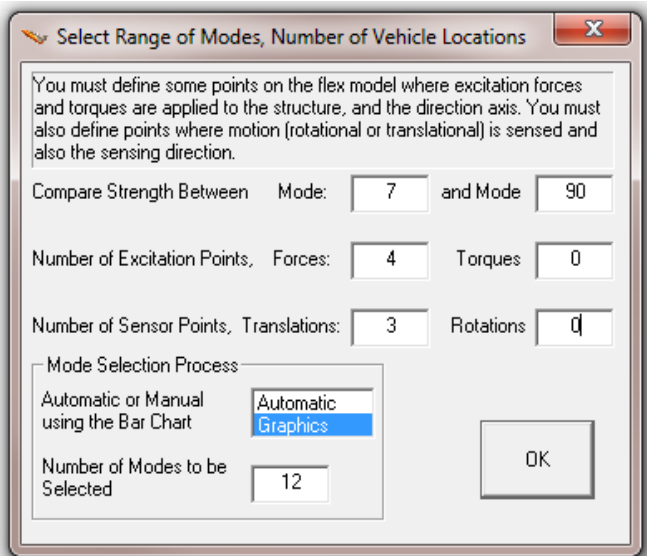 Select Range of Modes, Number of Vehicle Locations
You must define some points on the flex model where excitation forces
and torques are applied to the structure, and the direction axis. You must
also define points where motion (rotational or translational) is sensed and
also the sensing direction.
Compare Strength Between Mode: 7 and Mode 90
Number of Excitation Points, Forces: 4 Torques 0
Number of Sensor Points, Translations: 3 Rotations 0
Mode Selection Process
Automatic or Manual
using the Bar Chart
Automatic
Graphics
Number of Modes to be
Selected
12
OK